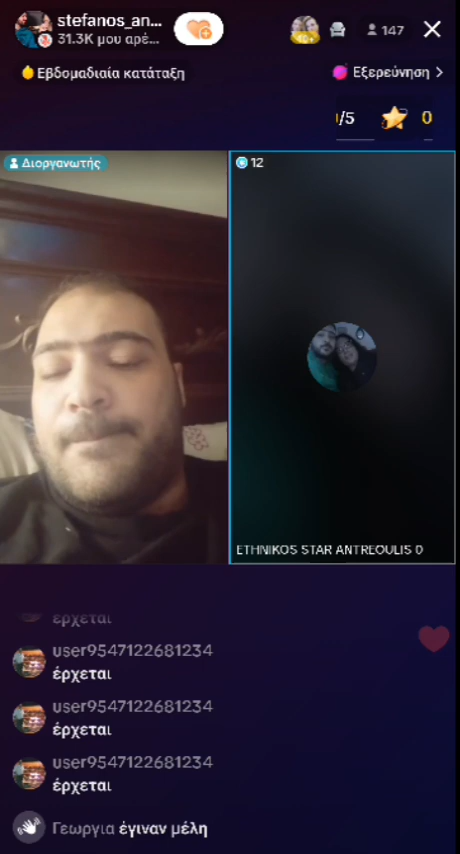 stefanos_an...
31.3K μου αρέ...
147
Εβδομαδιαία κατάταξη
Εξερεύνηση
/5
0
Διοργανωτής
12
ETHNIKOS STAR ANTREOULIS 0
έρχεται
user9547122681234
έρχεται
user9547122681234
έρχεται
user9547122681234
έρχεται
Γεωργια έγιναν μέλη